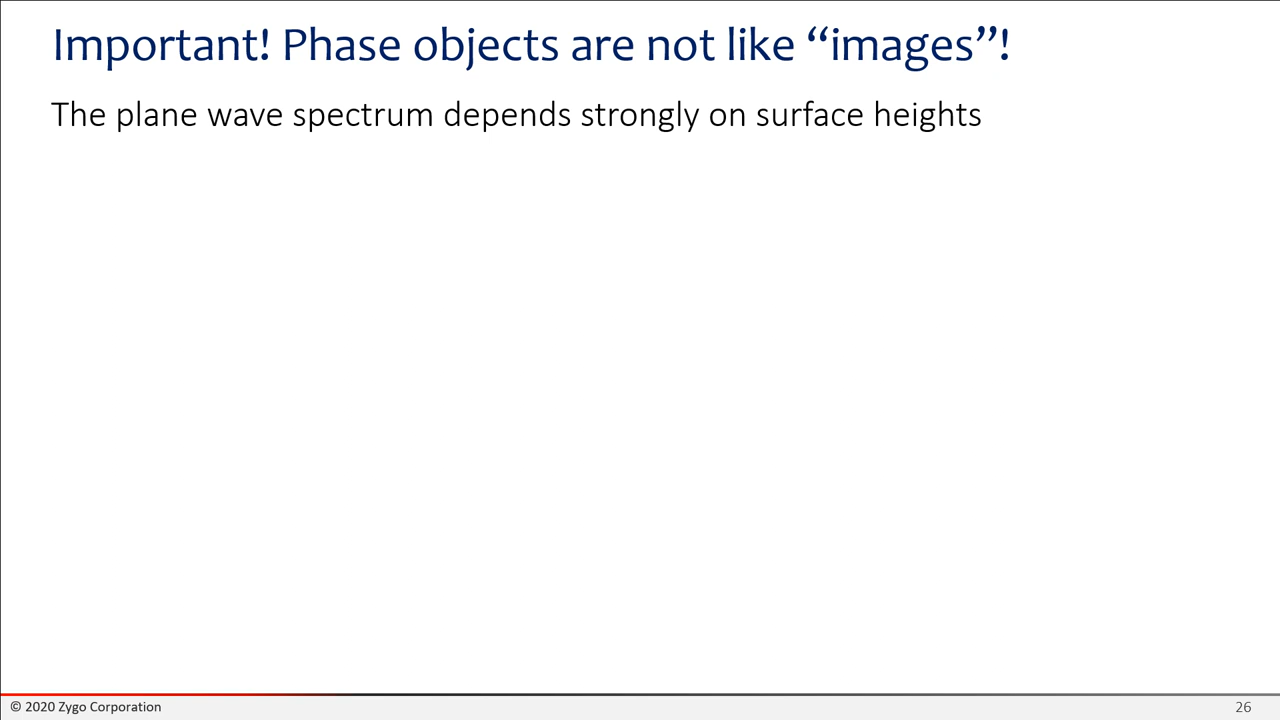 Important! Phase objects are not like “images”!
The plane wave spectrum depends strongly on surface heights
© 2020 Zygo Corporation
26